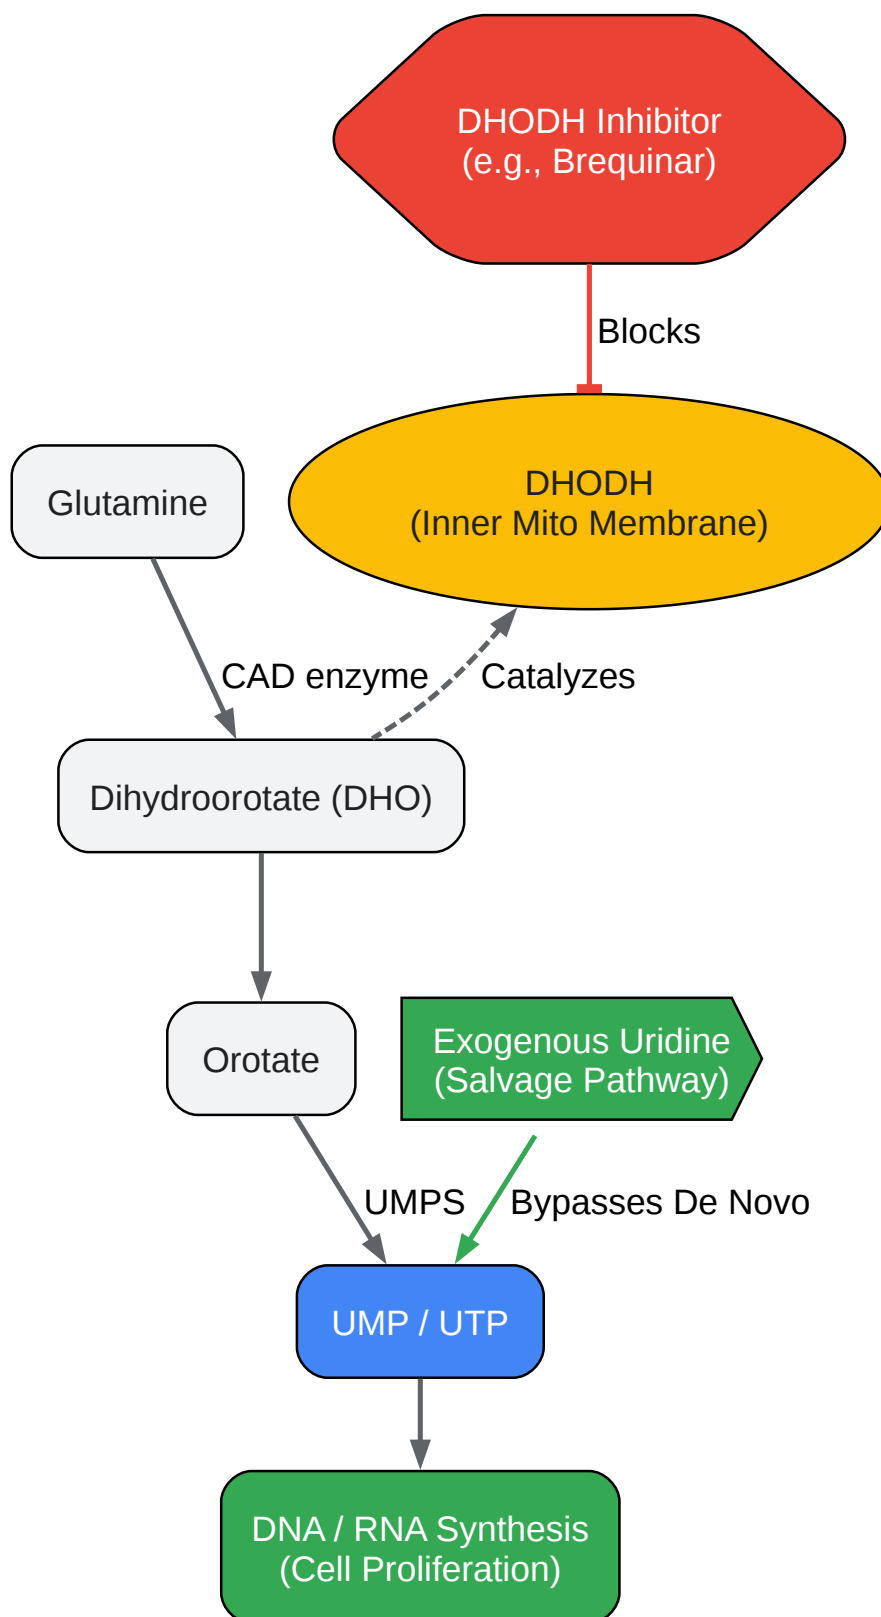 DHODH Inhibitor
(e.g., Brequinar)
Blocks
DHODH
(Inner Mito Membrane)
Glutamine
CAD enzyme
Catalyzes
Dihydroorotate (DHO)
Orotate
Exogenous Uridine
(Salvage Pathway)
UMPS
Bypasses De Novo
UMP / UTP
DNA / RNA Synthesis
(Cell Proliferation)